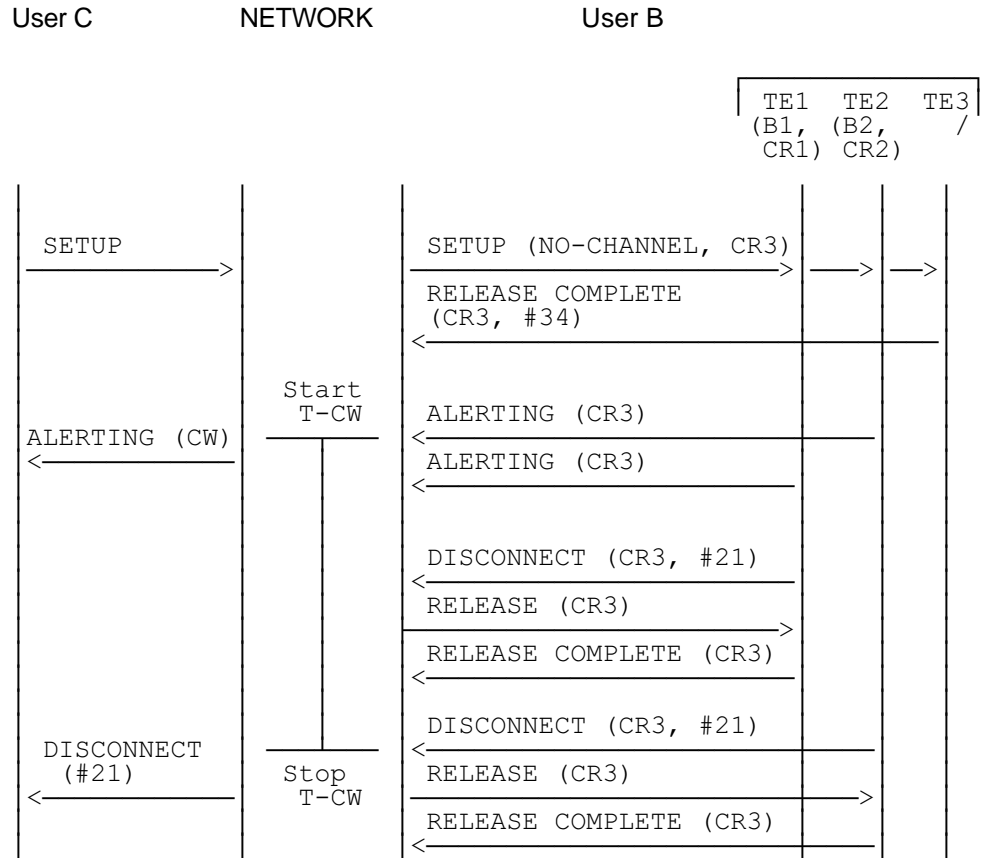 User C NETWORK User B
TE1 TE2 TE3
(B1, (B2, /
CR1) CR2)
SETUP SETUP (NO-CHANNEL, CR3)
RELEASE COMPLETE
(CR3, #34)
Start
T-CW ALERTING (CR3)
ALERTING (CW)
ALERTING (CR3)
DISCONNECT (CR3, #21)
RELEASE (CR3)
RELEASE COMPLETE (CR3)
DISCONNECT (CR3, #21)
DISCONNECT
(#21) Stop RELEASE (CR3)
T-CW
RELEASE COMPLETE (CR3)